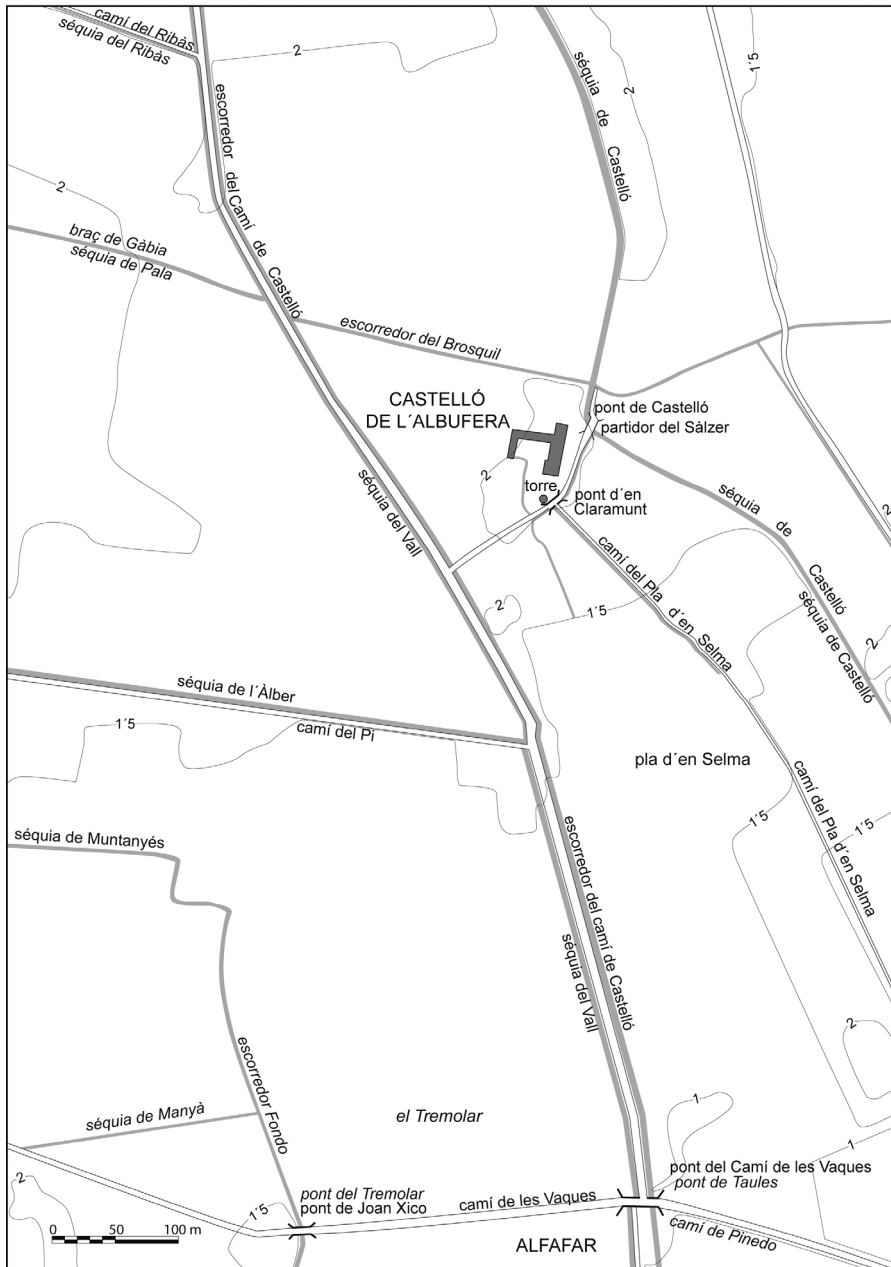 camí del Ribàs
séquia del Ribàs
2
1´5
escorredor del Camí de Castelló
séquia de Castelló
2
2
braç de Gàbia
séquia de Pala
escorredor del Brosquil
CASTELLÓ
DE L´ALBUFERA
pont de Castelló
partidor del Sàlzer
2
torre
pont d´en
Claramunt
séquia del Vall
séquia de Castelló
2
camí del Pla d´en Selma
2
1´5
séquia de Castelló
2
séquia de l´Àlber
camí del Pi
1´5
pla d´en Selma
camí del Pla d´en Selma
1´5
1´5
séquia de Muntanyés
escorredor del camí de Castelló
séquia del Vall
2
escorredor Fondo
séquia de Manyà
el Tremolar
1
1
pont del Camí de les Vaques
pont de Taules
2
pont del Tremolar
pont de Joan Xico
camí de les Vaques
1´5
camí de Pinedo
0 50 100 m
ALFAFAR